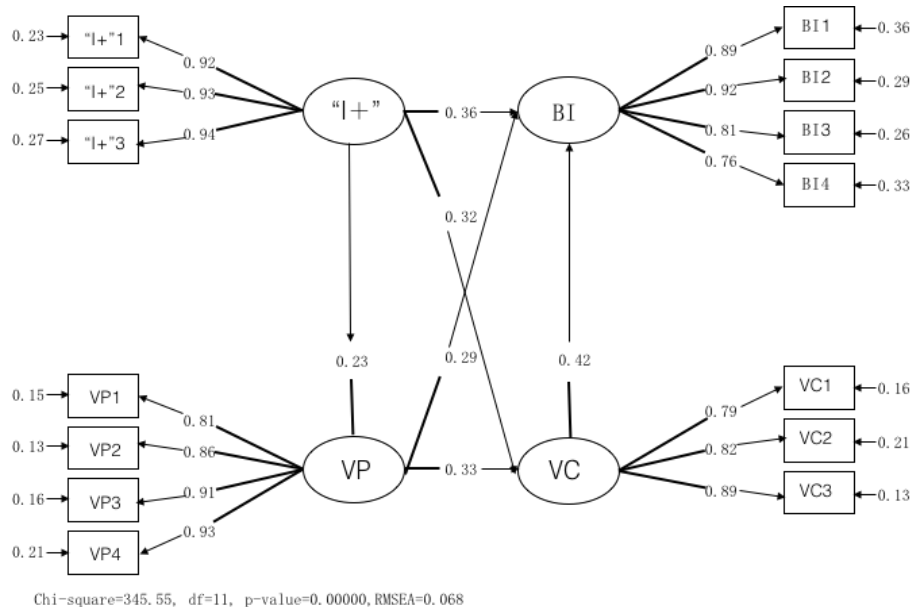 0.23
"I+"1
0.92
0.25
"I+"2
0.93
0.27
"I+"3
0.94
"I+"
0.36
BI
0.89
BI1
0.36
0.92
BI2
0.29
0.81
BI3
0.26
0.76
BI4
0.33
0.32
0.23
0.29
0.42
0.15
VP1
0.81
0.13
VP2
0.86
0.16
VP3
0.91
0.21
VP4
0.93
VP
0.33
VC
0.79
VC1
0.16
0.82
VC2
0.21
0.89
VC3
0.13
Chi-square=345.55, df=11, p-value=0.00000,RMSEA=0.068